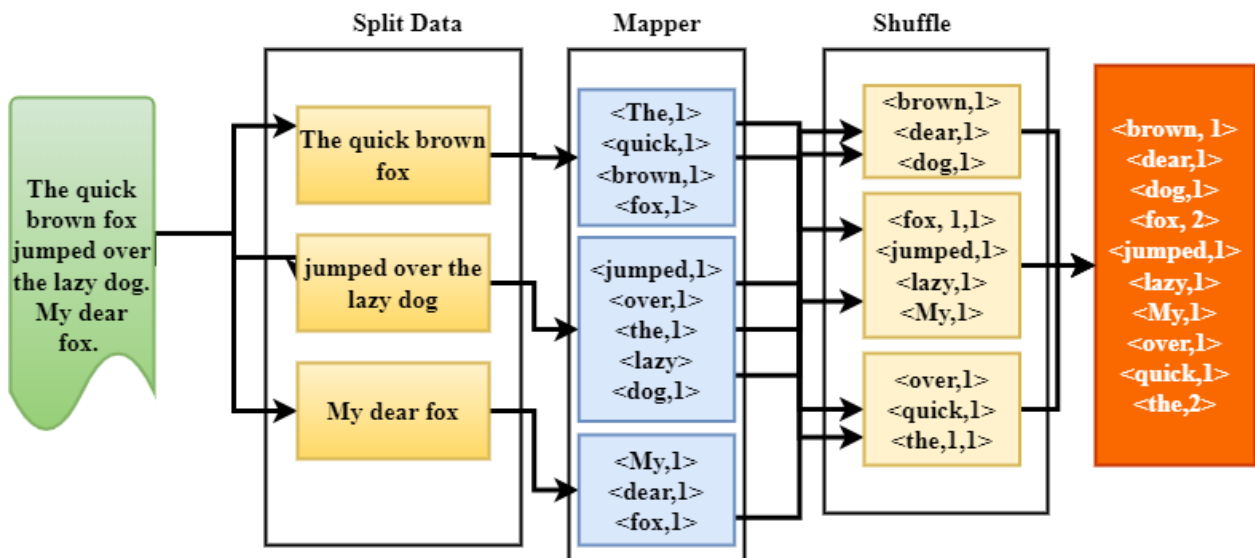 Split Data
Mapper
Shuffle
The quick
brown fox
jumped over
the lazy dog.
My dear
fox.
The quick brown
fox
jumped over the
lazy dog
My dear fox
<The,1>
<quick,1>
<brown,1>
<fox,1>
<jumped,1>
<over,1>
<the,1>
<lazy>
<dog,1>
<My,1>
<dear,1>
<fox,1>
<brown,1>
<dear,1>
<dog,1>
<fox, 1,1>
<jumped,1>
<lazy,1>
<My,1>
<over,1>
<quick,1>
<the,1,1>
<brown, 1>
<dear,1>
<dog,1>
<fox, 2>
<jumped,1>
<lazy,1>
<My,1>
<over,1>
<quick,1>
<the,2>